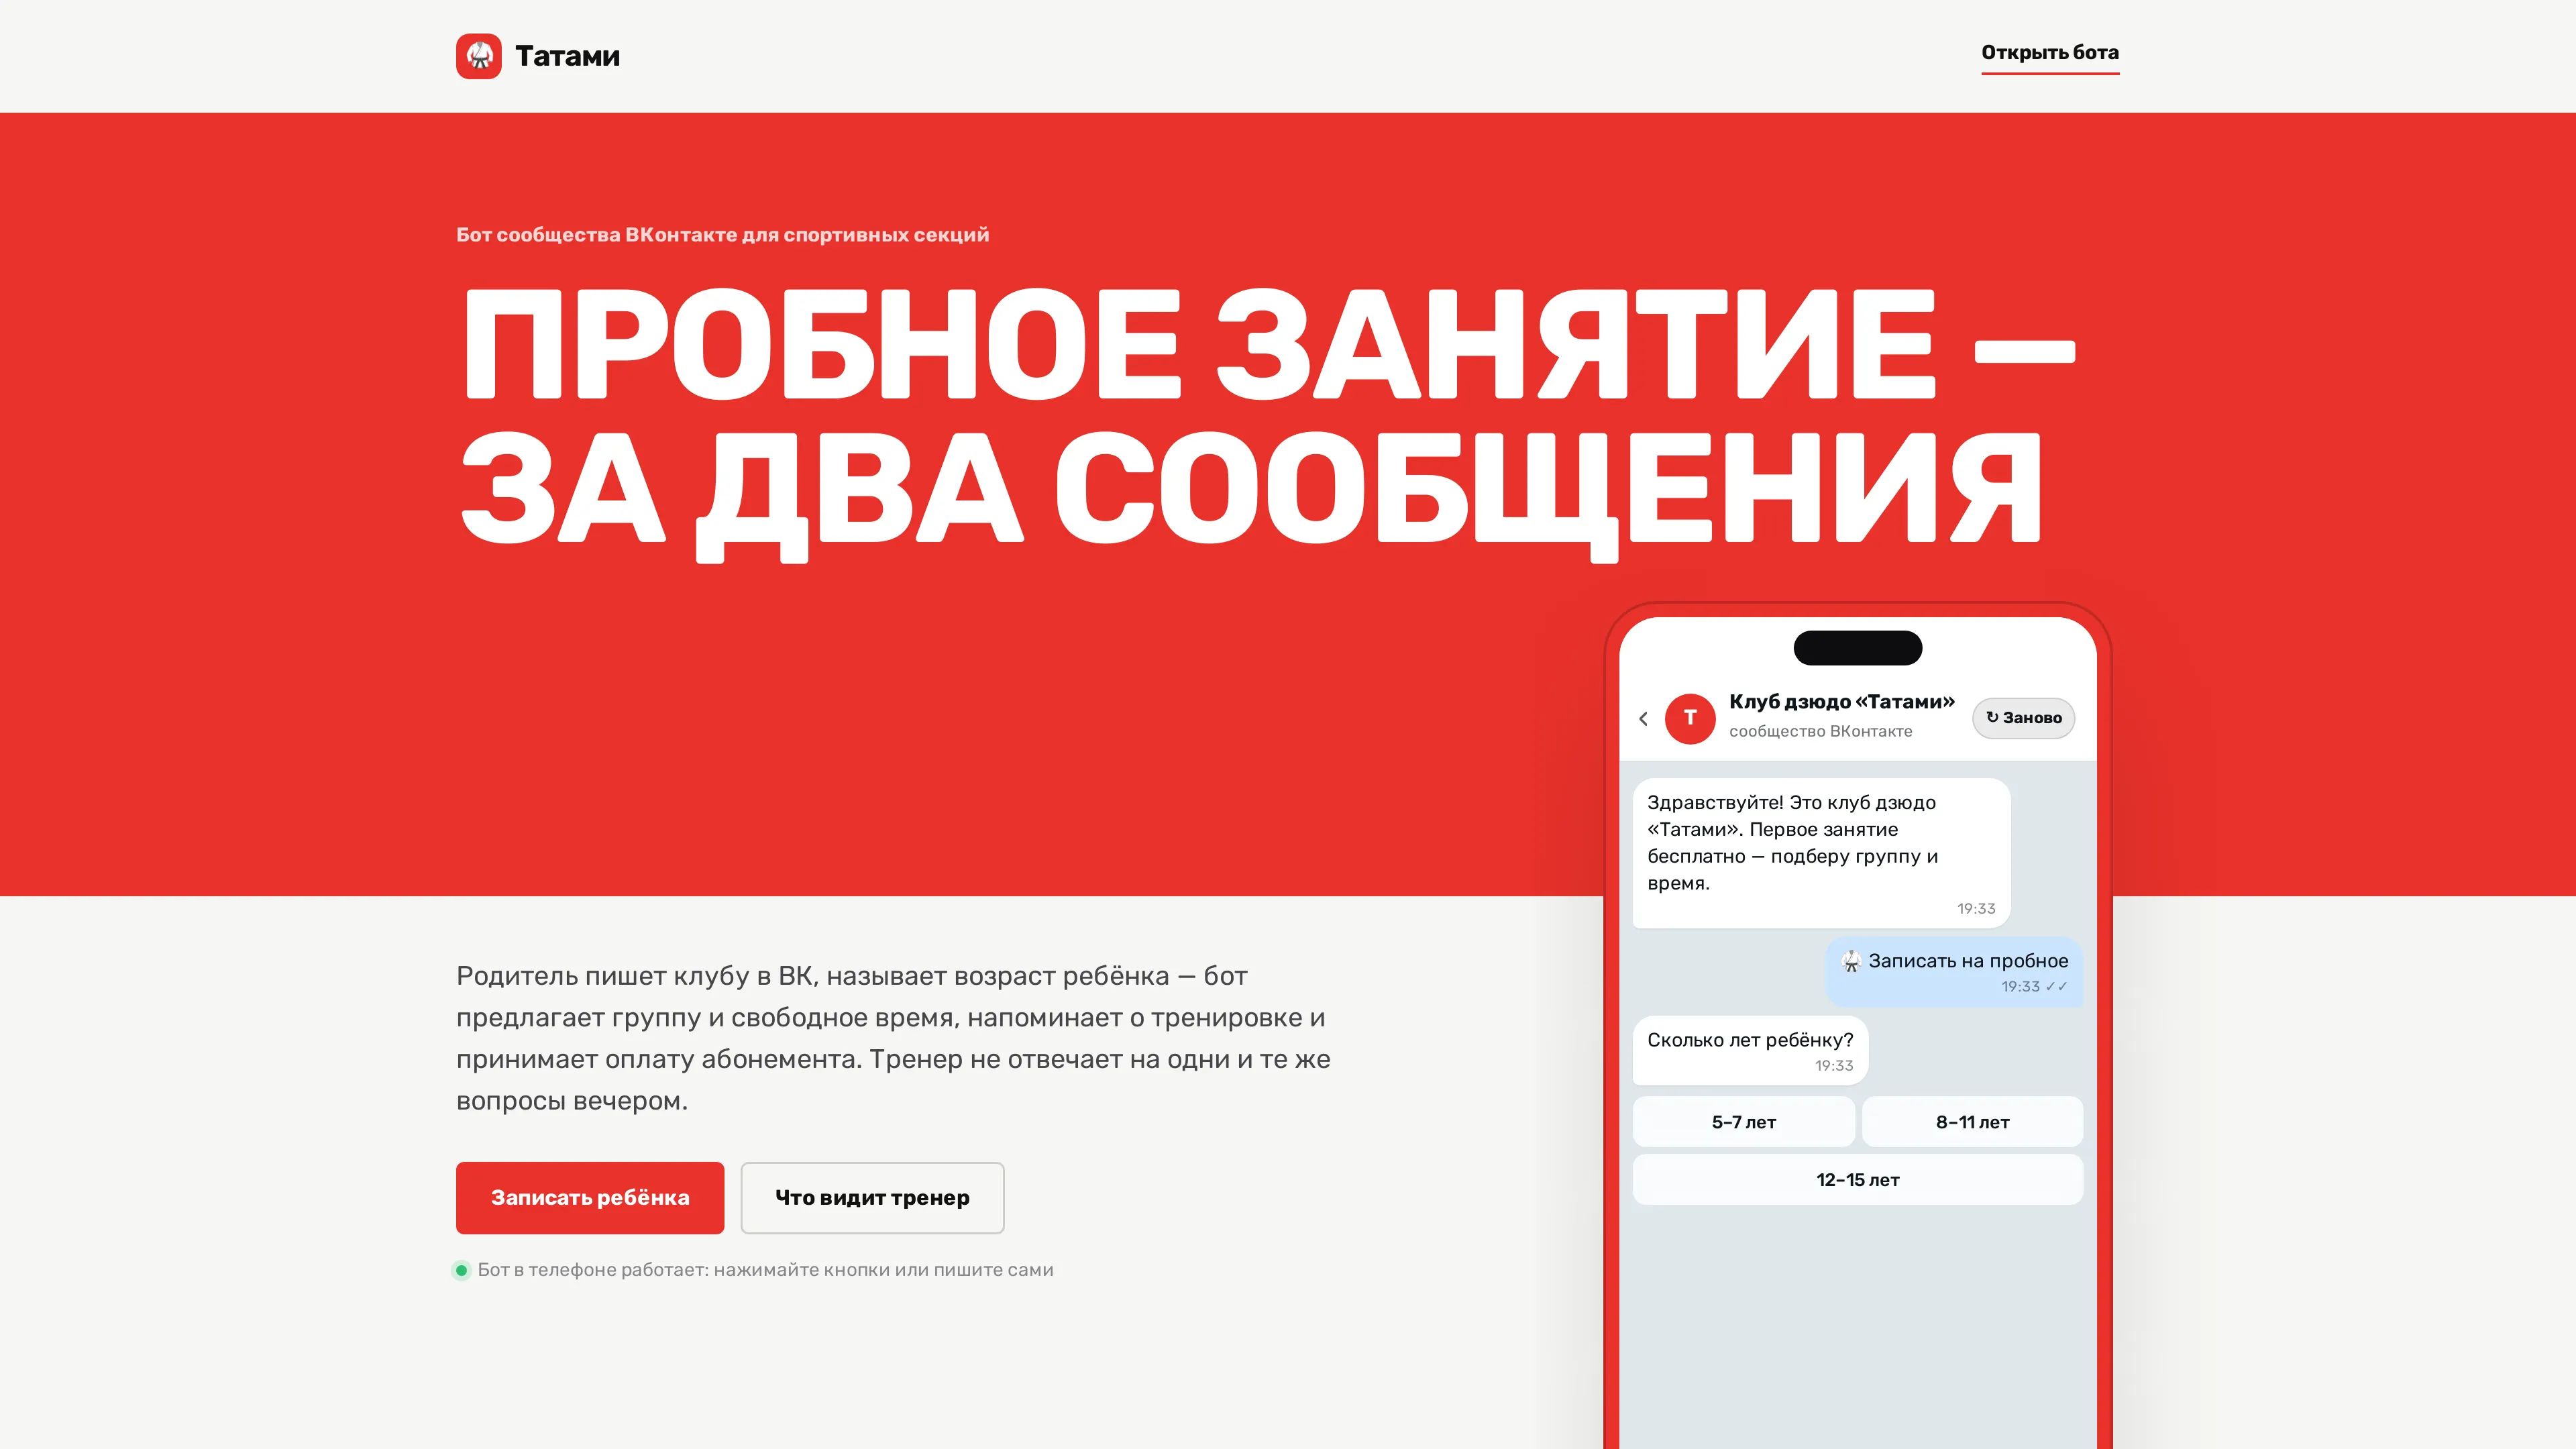 Татами
Открыть бота
Бот сообщества ВКонтакте для спортивных секций
ПРОБНОЕ ЗАНЯТИЕ —
ЗА ДВА СООБЩЕНИЯ
Родитель пишет клубу в ВК, называет возраст ребёнка — бот
предлагает группу и свободное время, напоминает о тренировке и
принимает оплату абонемента. Тренер не отвечает на одни и те же
вопросы вечером.
Записать ребёнка
Что видит тренер
Бот в телефоне работает: нажимайте кнопки или пишите сами
Т
Клуб дзюдо «Татами»
сообщество ВКонтакте
↻ Заново
Здравствуйте! Это клуб дзюдо
«Татами». Первое занятие
бесплатно — подберу группу и
время.
19:33
🥋 Записать на пробное
19:33 ✓✓
Сколько лет ребёнку?
19:33
5–7 лет
8–11 лет
12–15 лет